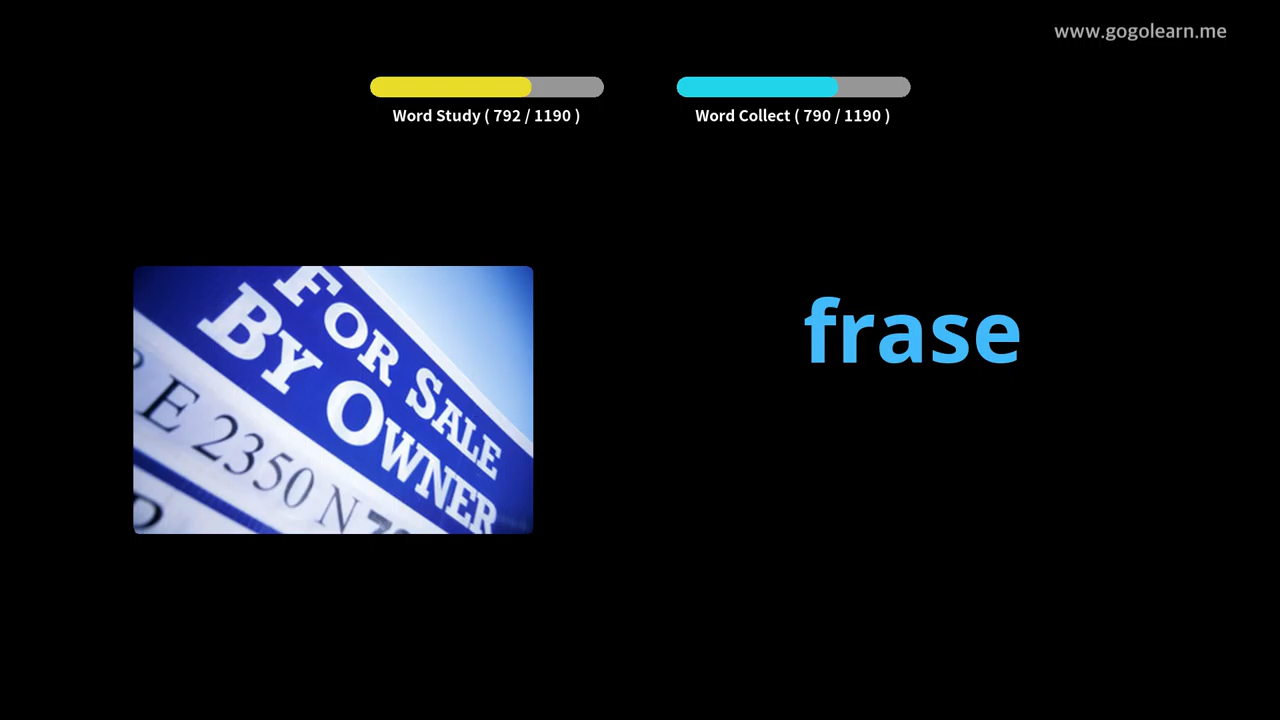 www.gogolearn.me
Word Study ( 792 / 1190 )
Word Collect ( 790 / 1190 )
FOR SALE
BY OWNER
E 2350 N
frase